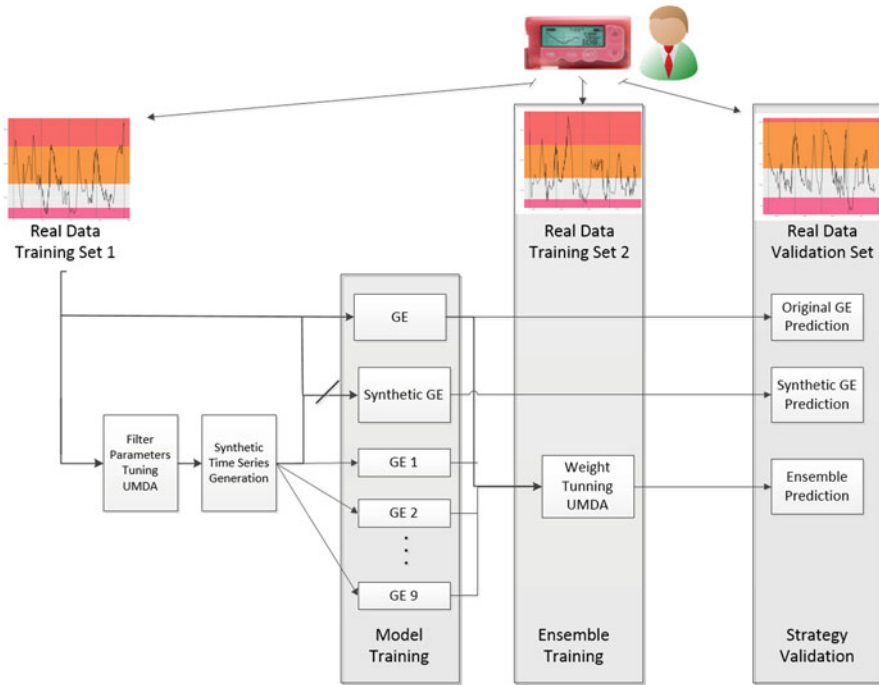 Real Data
Training Set 1
Real Data
Training Set 2
Real Data
Validation Set
GE
Synthetic GE
GE 1
GE 2
GE 9
Filter
Parameters
Tuning
UMDA
Synthetic
Time Series
Generation
Weight
Tunning
UMDA
Original GE
Prediction
Synthetic GE
Prediction
Ensemble
Prediction
Model
Training
Ensemble
Training
Strategy
Validation